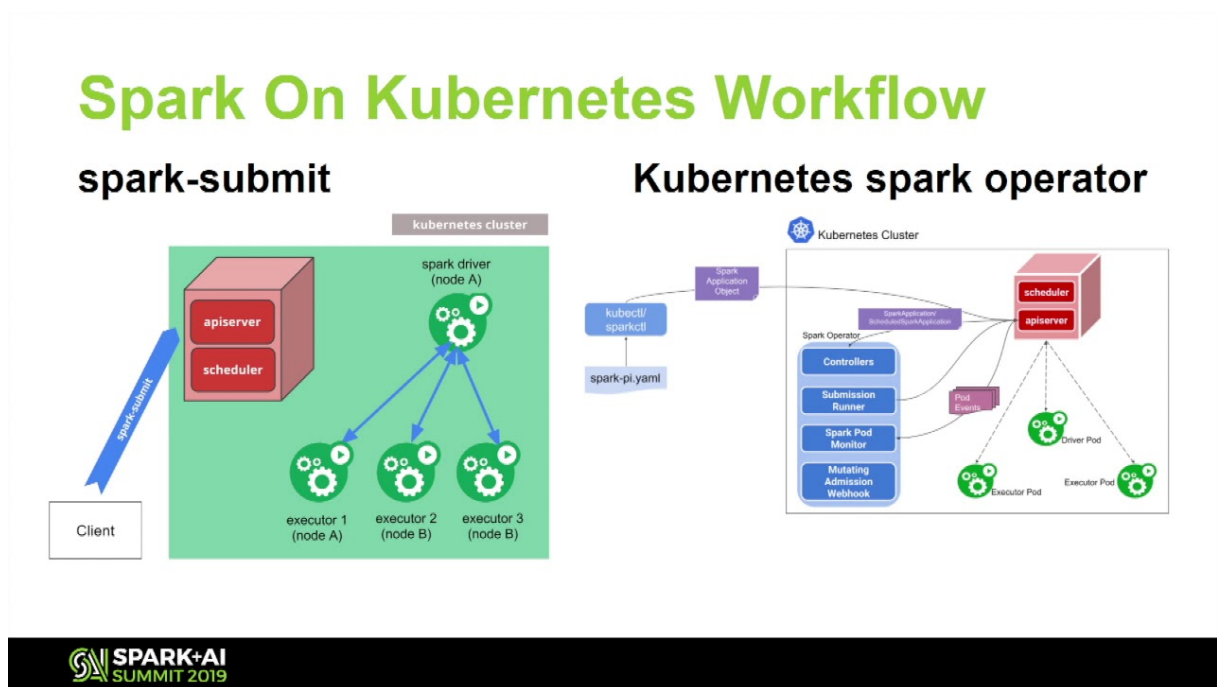 Spark On Kubernetes Workflow
spark-submit
kubernetes cluster
apiserver
scheduler
spark-submit
Client
spark driver
(node A)
executor 1
(node A)
executor 2
(node B)
executor 3
(node B)
Kubernetes spark operator
Kubernetes Cluster
Spark
Application
Object
kubectl/
sparkctl
spark-pi.yaml
SparkApplication/
ScheduledSparkApplication
Spark Operator
Controllers
Submission
Runner
Spark Pod
Monitor
Mutating
Admission
Webhook
Pod
Events
scheduler
apiserver
Driver Pod
Executor Pod
Executor Pod
SPARK+AI
SUMMIT 2019